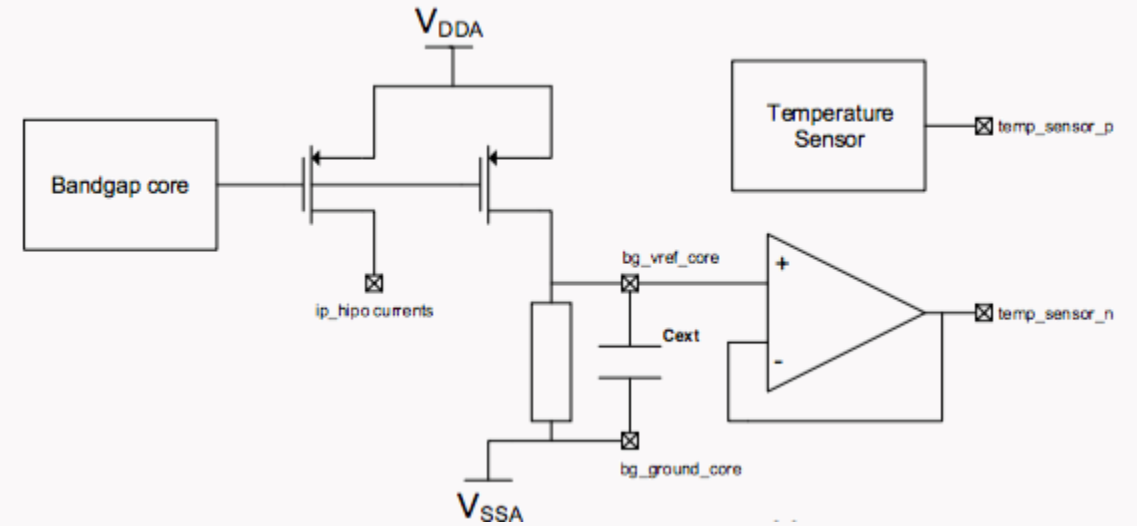 VDDA
Bandgap core
Temperature
Sensor
temp_sensor_p
ip_hipo currents
bg_vref_core
+
Cext
-
temp_sensor_n
bg_ground_core
VSSA